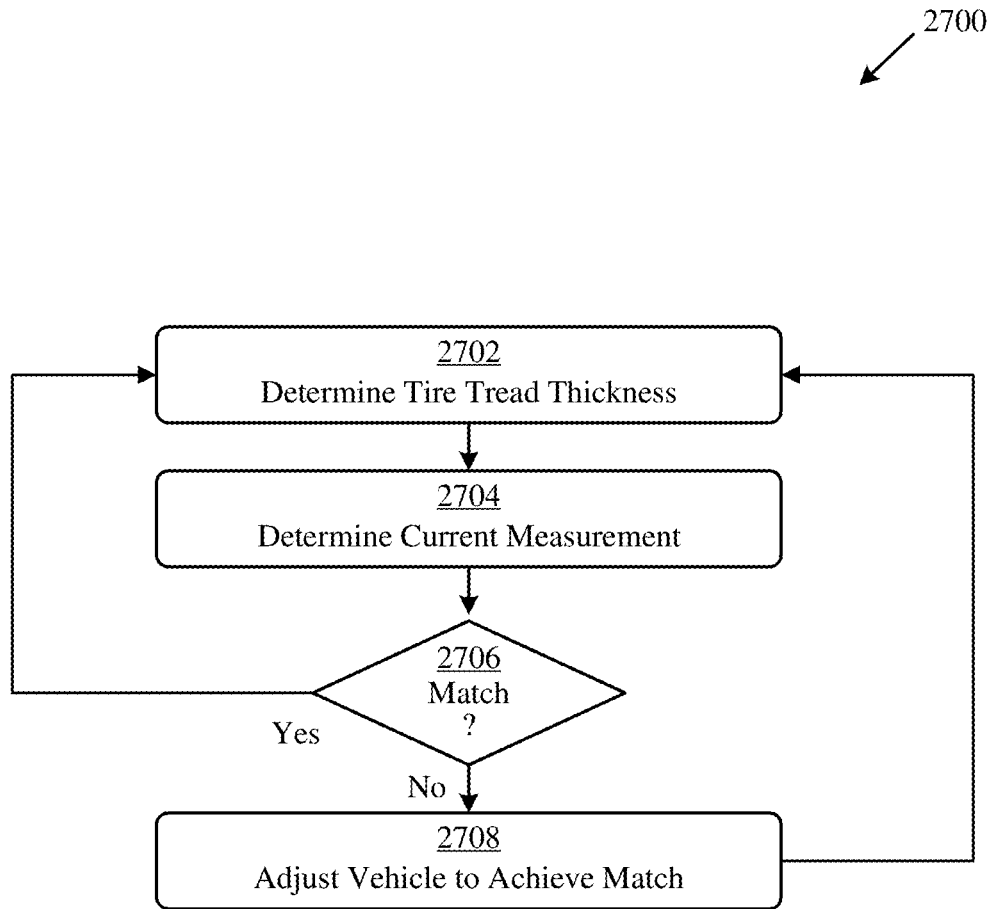 2700
2702
Determine Tire Tread Thickness
2704
Determine Current Measurement
2706
Match
?
Yes
No
2708
Adjust Vehicle to Achieve Match